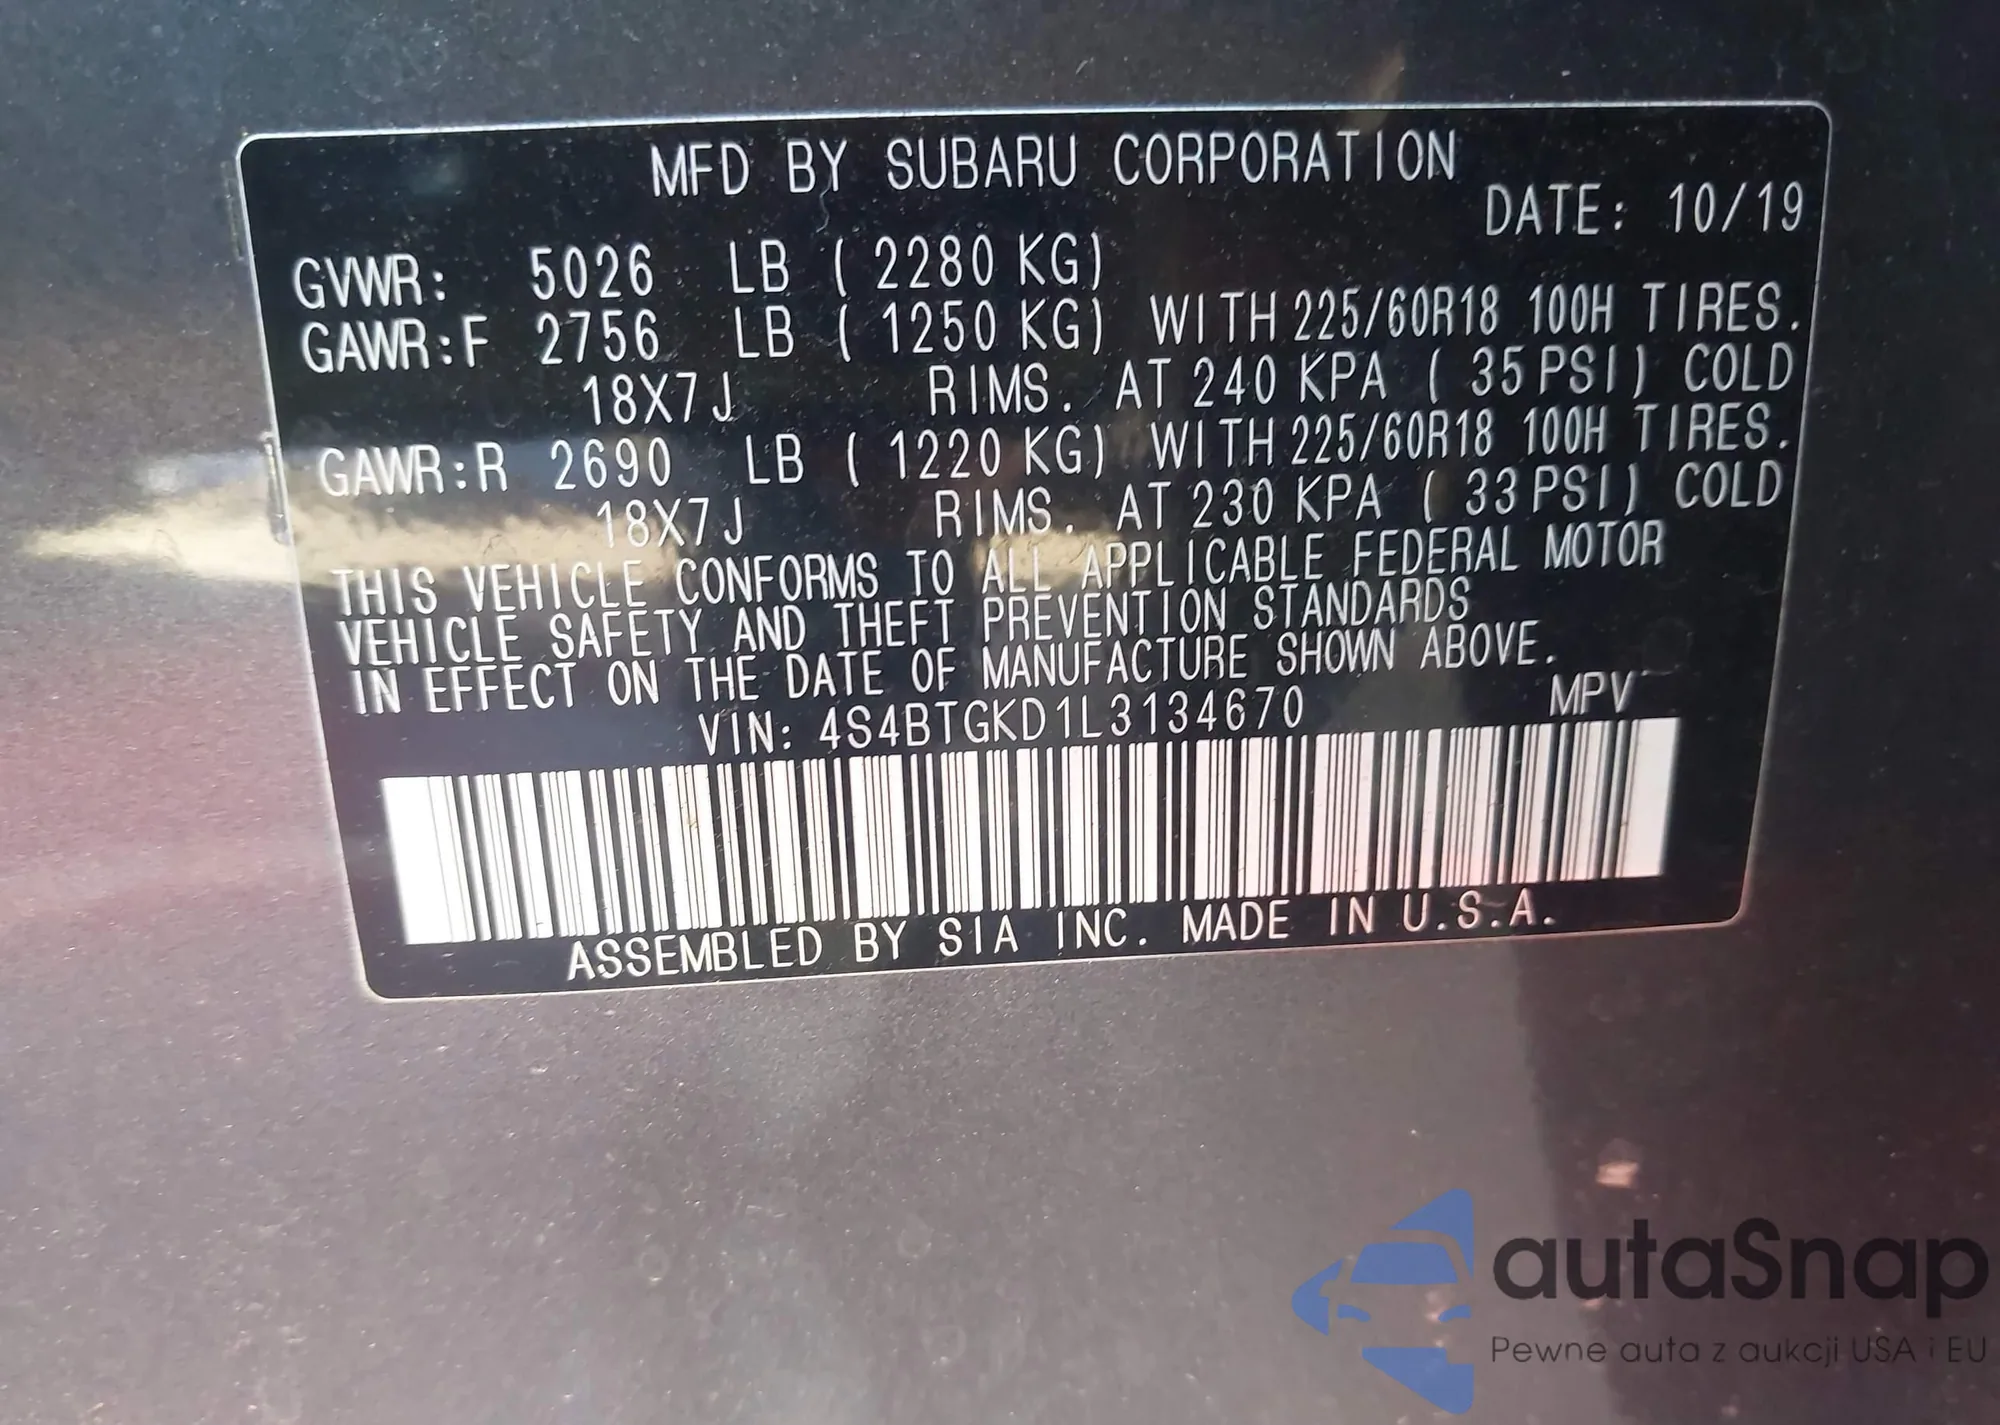 MFD BY SUBARU CORPORATION
DATE: 10/19
GVWR: 5026 LB ( 2280 KG)
GAWR:F 2756 LB ( 1250 KG) WITH 225/60R18 100H TIRES.
18X7J RIMS. AT 240 KPA ( 35 PSI) COLD
GAWR:R 2690 LB ( 1220 KG) WITH 225/60R18 100H TIRES.
18X7J RIMS. AT 230 KPA ( 33 PSI) COLD
THIS VEHICLE CONFORMS TO ALL APPLICABLE FEDERAL MOTOR
VEHICLE SAFETY AND THEFT PREVENTION STANDARDS
IN EFFECT ON THE DATE OF MANUFACTURE SHOWN ABOVE.
VIN: 4S4BTGKD1L3134670 MPV
ASSEMBLED BY SIA INC. MADE IN U.S.A.
autaSnap
Pewne auta z aukcji USA i EU